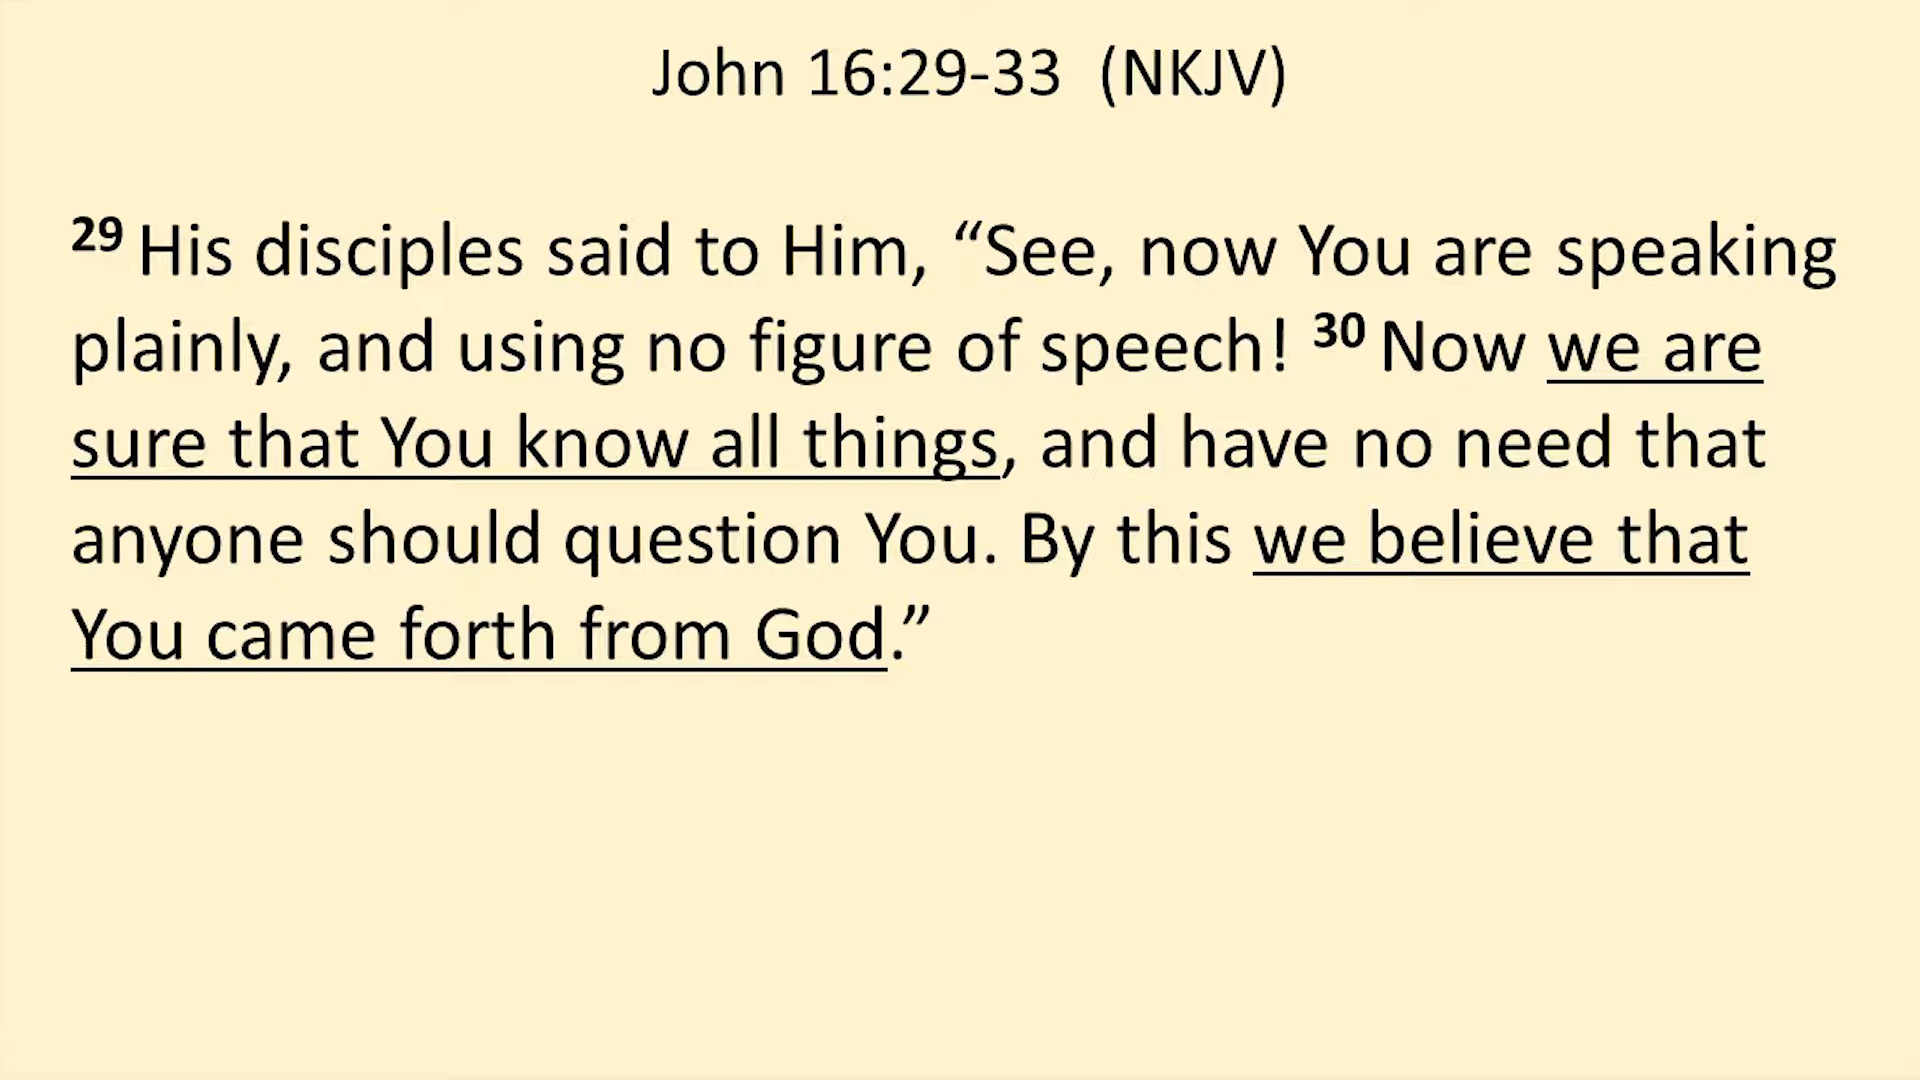 John 16:29-33  (NKJV)
29 His disciples said to Him, “See, now You are speaking
plainly, and using no figure of speech! 30 Now we are
sure that You know all things, and have no need that
anyone should question You. By this we believe that
You came forth from God.”